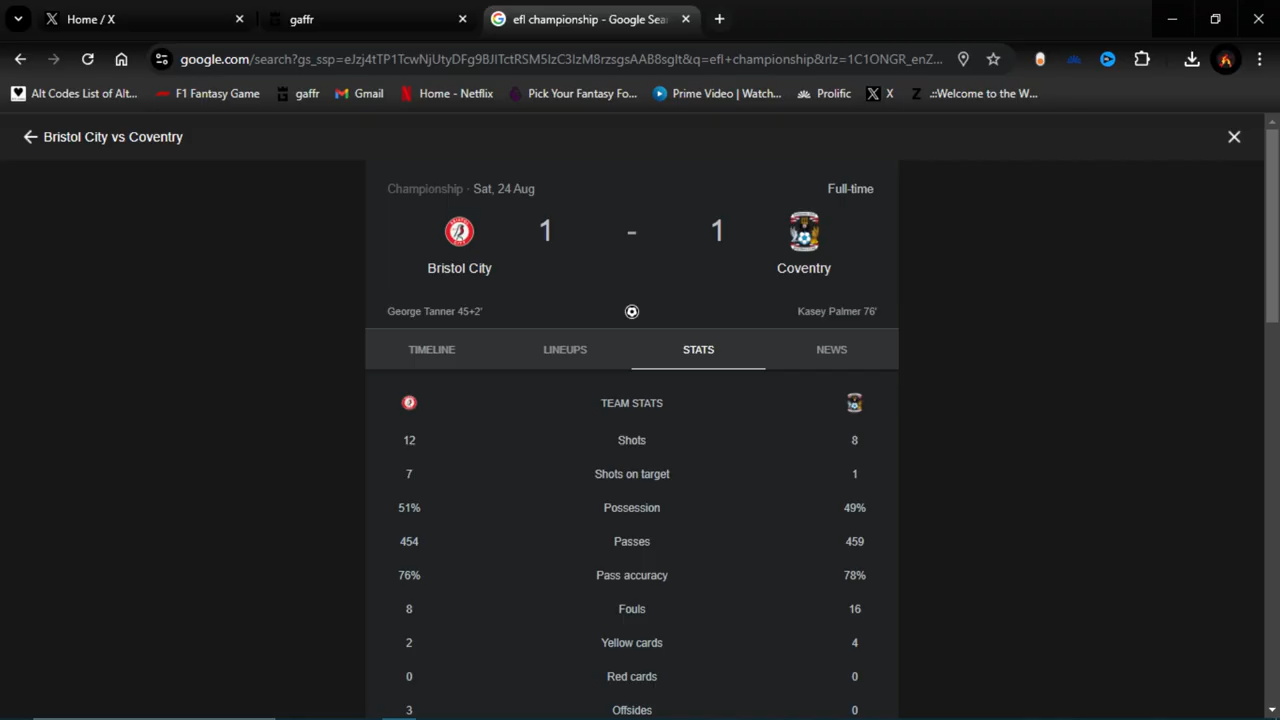 Home / X
gaffr
efl championship - Google Sea
google.com/search?gs_ssp=eJzj4tTP1TcwNjUtyDFg9BJITctRSM5IzC3IzM8rzsgsAAB8sglt&q=efl+championship&rlz=1C1ONGR_enZ...
Alt Codes List of Alt... F1 Fantasy Game gaffr Gmail Home - Netflix Pick Your Fantasy Fo... Prime Video | Watch... Prolific X .::Welcome to the W...
Bristol City vs Coventry
Championship · Sat, 24 Aug Full-time
1 - 1
Bristol City Coventry
George Tanner 45+2' Kasey Palmer 76'
TIMELINE LINEUPS STATS NEWS
TEAM STATS
12 Shots 8
7 Shots on target 1
51% Possession 49%
454 Passes 459
76% Pass accuracy 78%
8 Fouls 16
2 Yellow cards 4
0 Red cards 0
3 Offsides 0